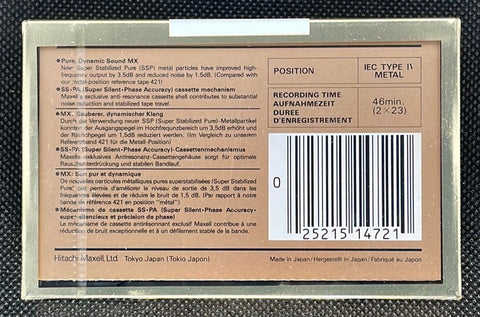 • Pure, Dynamic Sound MX
New Super Stabilized Pure (SSP) metal particles have improved high-
frequency output by 3.5dB and reduced noise by 1.5dB. (Compared with
our metal-position reference tape 421)
• SS-PA (Super Silent-Phase Accuracy) cassette mechanism
Maxell's exclusive anti-resonance cassette shell contributes to substantial
noise reduction and stabilized tape travel.
• MX. Sauberer, dynamischer Klang
Durch die Verwendung neuer SSP (Super Stabilized Pure)-Metallpartikel
konnten der Ausgangspegel im Hochfrequenzbereich um 3,5dB erhöht und
der Rauschpegel um 1,5dB reduziert werden. (Im Vergleich zu unserer
Referenzband 421 für die Metall-Position)
• SS-PA (Super Silent-Phase Accuracy)-Cassettenmechanismus
Maxells exklusives Antiresonanz-Cassettengehäuse sorgt für optimale
Rauschunterdrückung und stabilen Bandlauf.
• MX: Son pur et dynamique
De nouvelles particules métalliques pures superstabilisées (Super Stabilized
Pure) ont permis d'améliorer le niveau de sortie de 3,5 dB dans les
fréquences élevées et de réduire le bruit de 1,5 dB. (Par rapport à notre
bande de référence 421 en position "métal")
• Mécanisme de cassette SS-PA (Super Silent-Phase Accuracy-
super-silencieux et précision de phase)
Le mécanisme de cassette antirésonnant exclusif Maxell contribue à une
réduction de bruit exceptionnelle et à un défilement stable de la bande.
Hitachi Maxell, Ltd. Tokyo Japan (Tokio Japon)
POSITION
IEC TYPE IV
METAL
RECORDING TIME
AUFNAHMEZEIT
DUREE
D'ENREGISTREMENT
46min.
(2×23)
0
25215 14721
Made in Japan / Hergestellt in Japan / Fabriqué au Japon